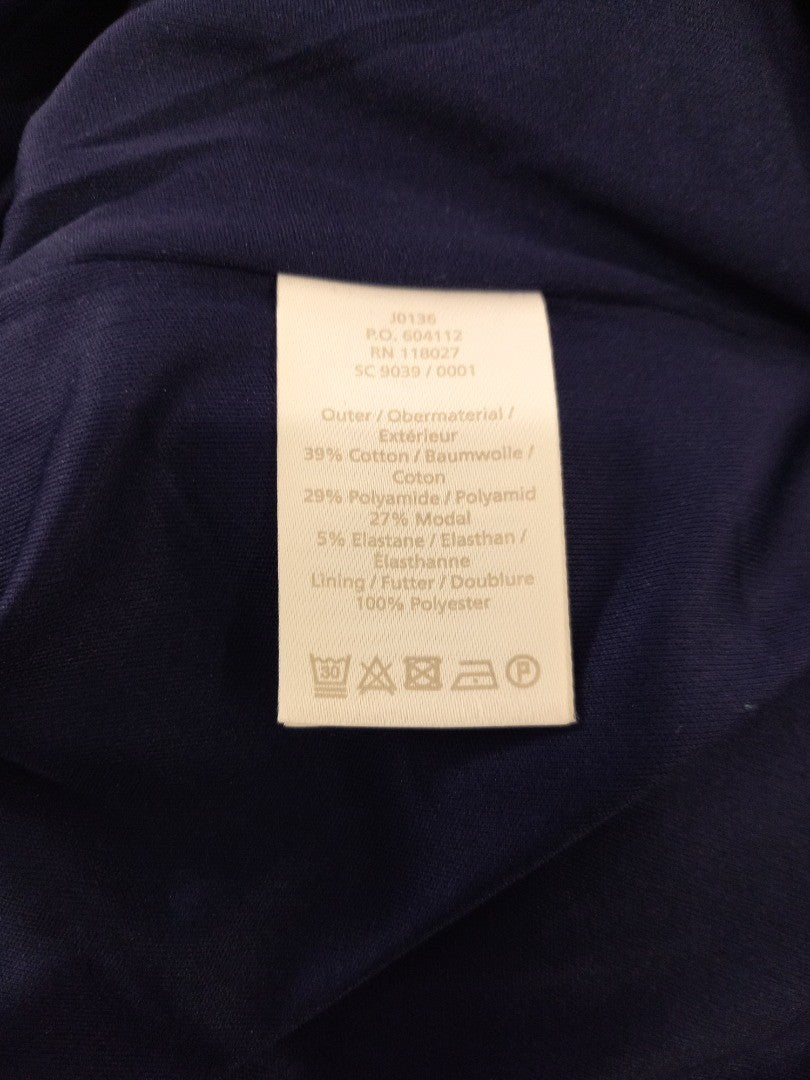 J0136
P.O. 604112
RN 118027
SC 9039 / 0001
Outer / Obermaterial /
Extérieur
39% Cotton / Baumwolle /
Coton
29% Polyamide / Polyamid
27% Modal
5% Elastane / Elasthan /
Élasthanne
Lining / Futter / Doublure
100% Polyester
30 P